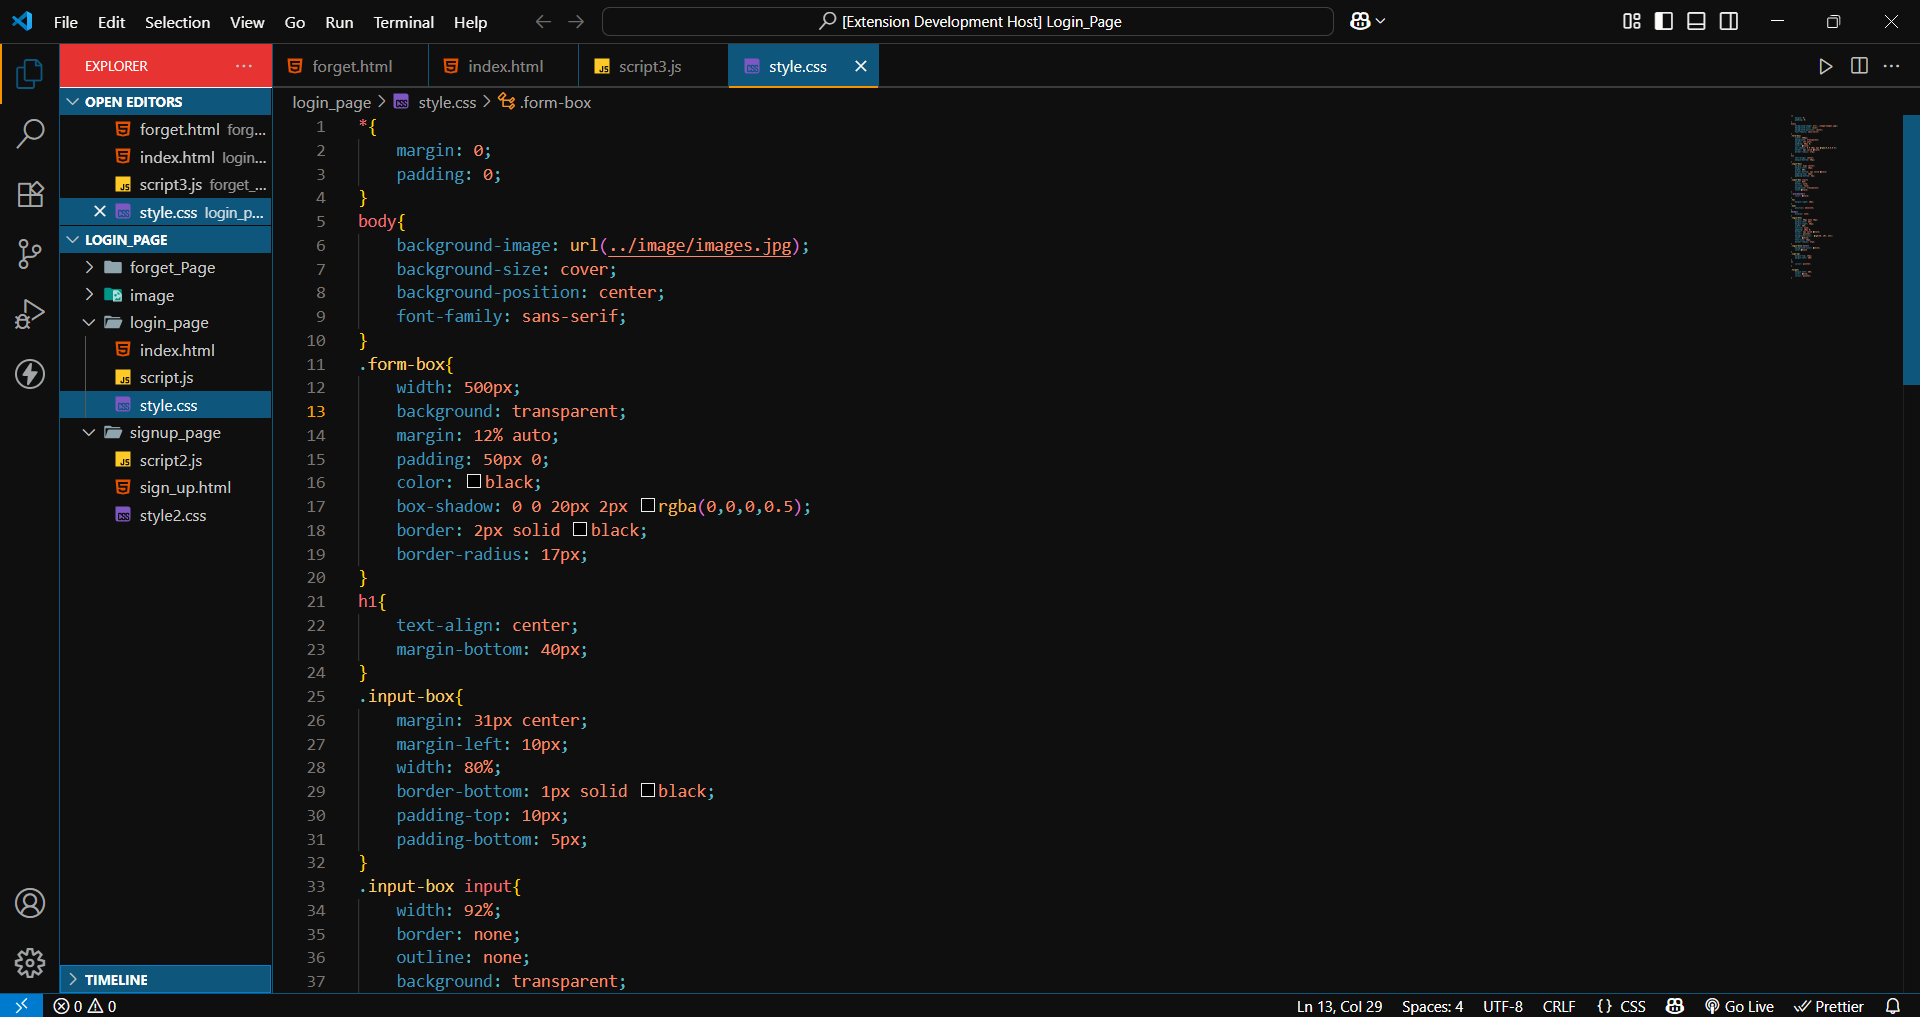 File Edit Selection View Go Run Terminal Help
[Extension Development Host] Login_Page
EXPLORER
OPEN EDITORS
forget.html forg...
index.html login...
script3.js forget_...
style.css login_p...
LOGIN_PAGE
forget_Page
image
login_page
index.html
script.js
style.css
signup_page
script2.js
sign_up.html
style2.css
TIMELINE
forget.html index.html script3.js style.css
login_page > style.css > .form-box
1 *{
2 margin: 0;
3 padding: 0;
4 }
5 body{
6 background-image: url(../image/images.jpg);
7 background-size: cover;
8 background-position: center;
9 font-family: sans-serif;
10 }
11 .form-box{
12 width: 500px;
13 background: transparent;
14 margin: 12% auto;
15 padding: 50px 0;
16 color: black;
17 box-shadow: 0 0 20px 2px rgba(0,0,0,0.5);
18 border: 2px solid black;
19 border-radius: 17px;
20 }
21 h1{
22 text-align: center;
23 margin-bottom: 40px;
24 }
25 .input-box{
26 margin: 31px center;
27 margin-left: 10px;
28 width: 80%;
29 border-bottom: 1px solid black;
30 padding-top: 10px;
31 padding-bottom: 5px;
32 }
33 .input-box input{
34 width: 92%;
35 border: none;
36 outline: none;
37 background: transparent;
0 0 Ln 13, Col 29 Spaces: 4 UTF-8 CRLF {} CSS Go Live Prettier